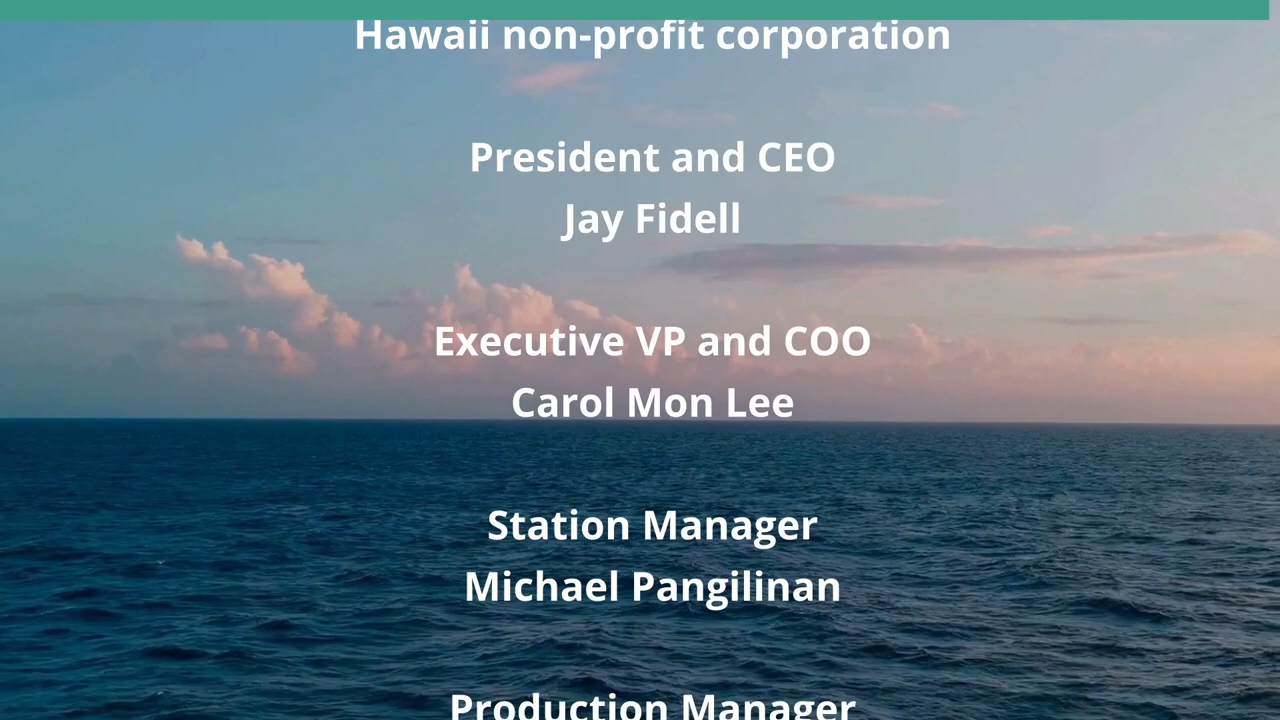 Hawaii non-profit corporation
President and CEO
Jay Fidell
Executive VP and COO
Carol Mon Lee
Station Manager
Michael Pangilinan
Production Manager